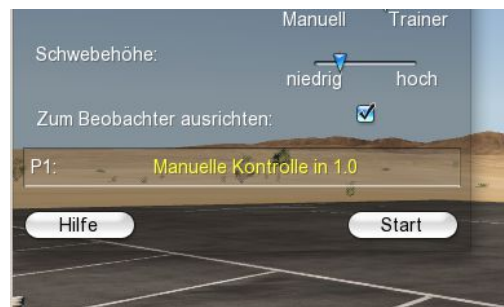 Manuell Trainer
Schwebehöhe:
niedrig hoch
Zum Beobachter ausrichten:
P1: Manuelle Kontrolle in 1.0
Hilfe Start